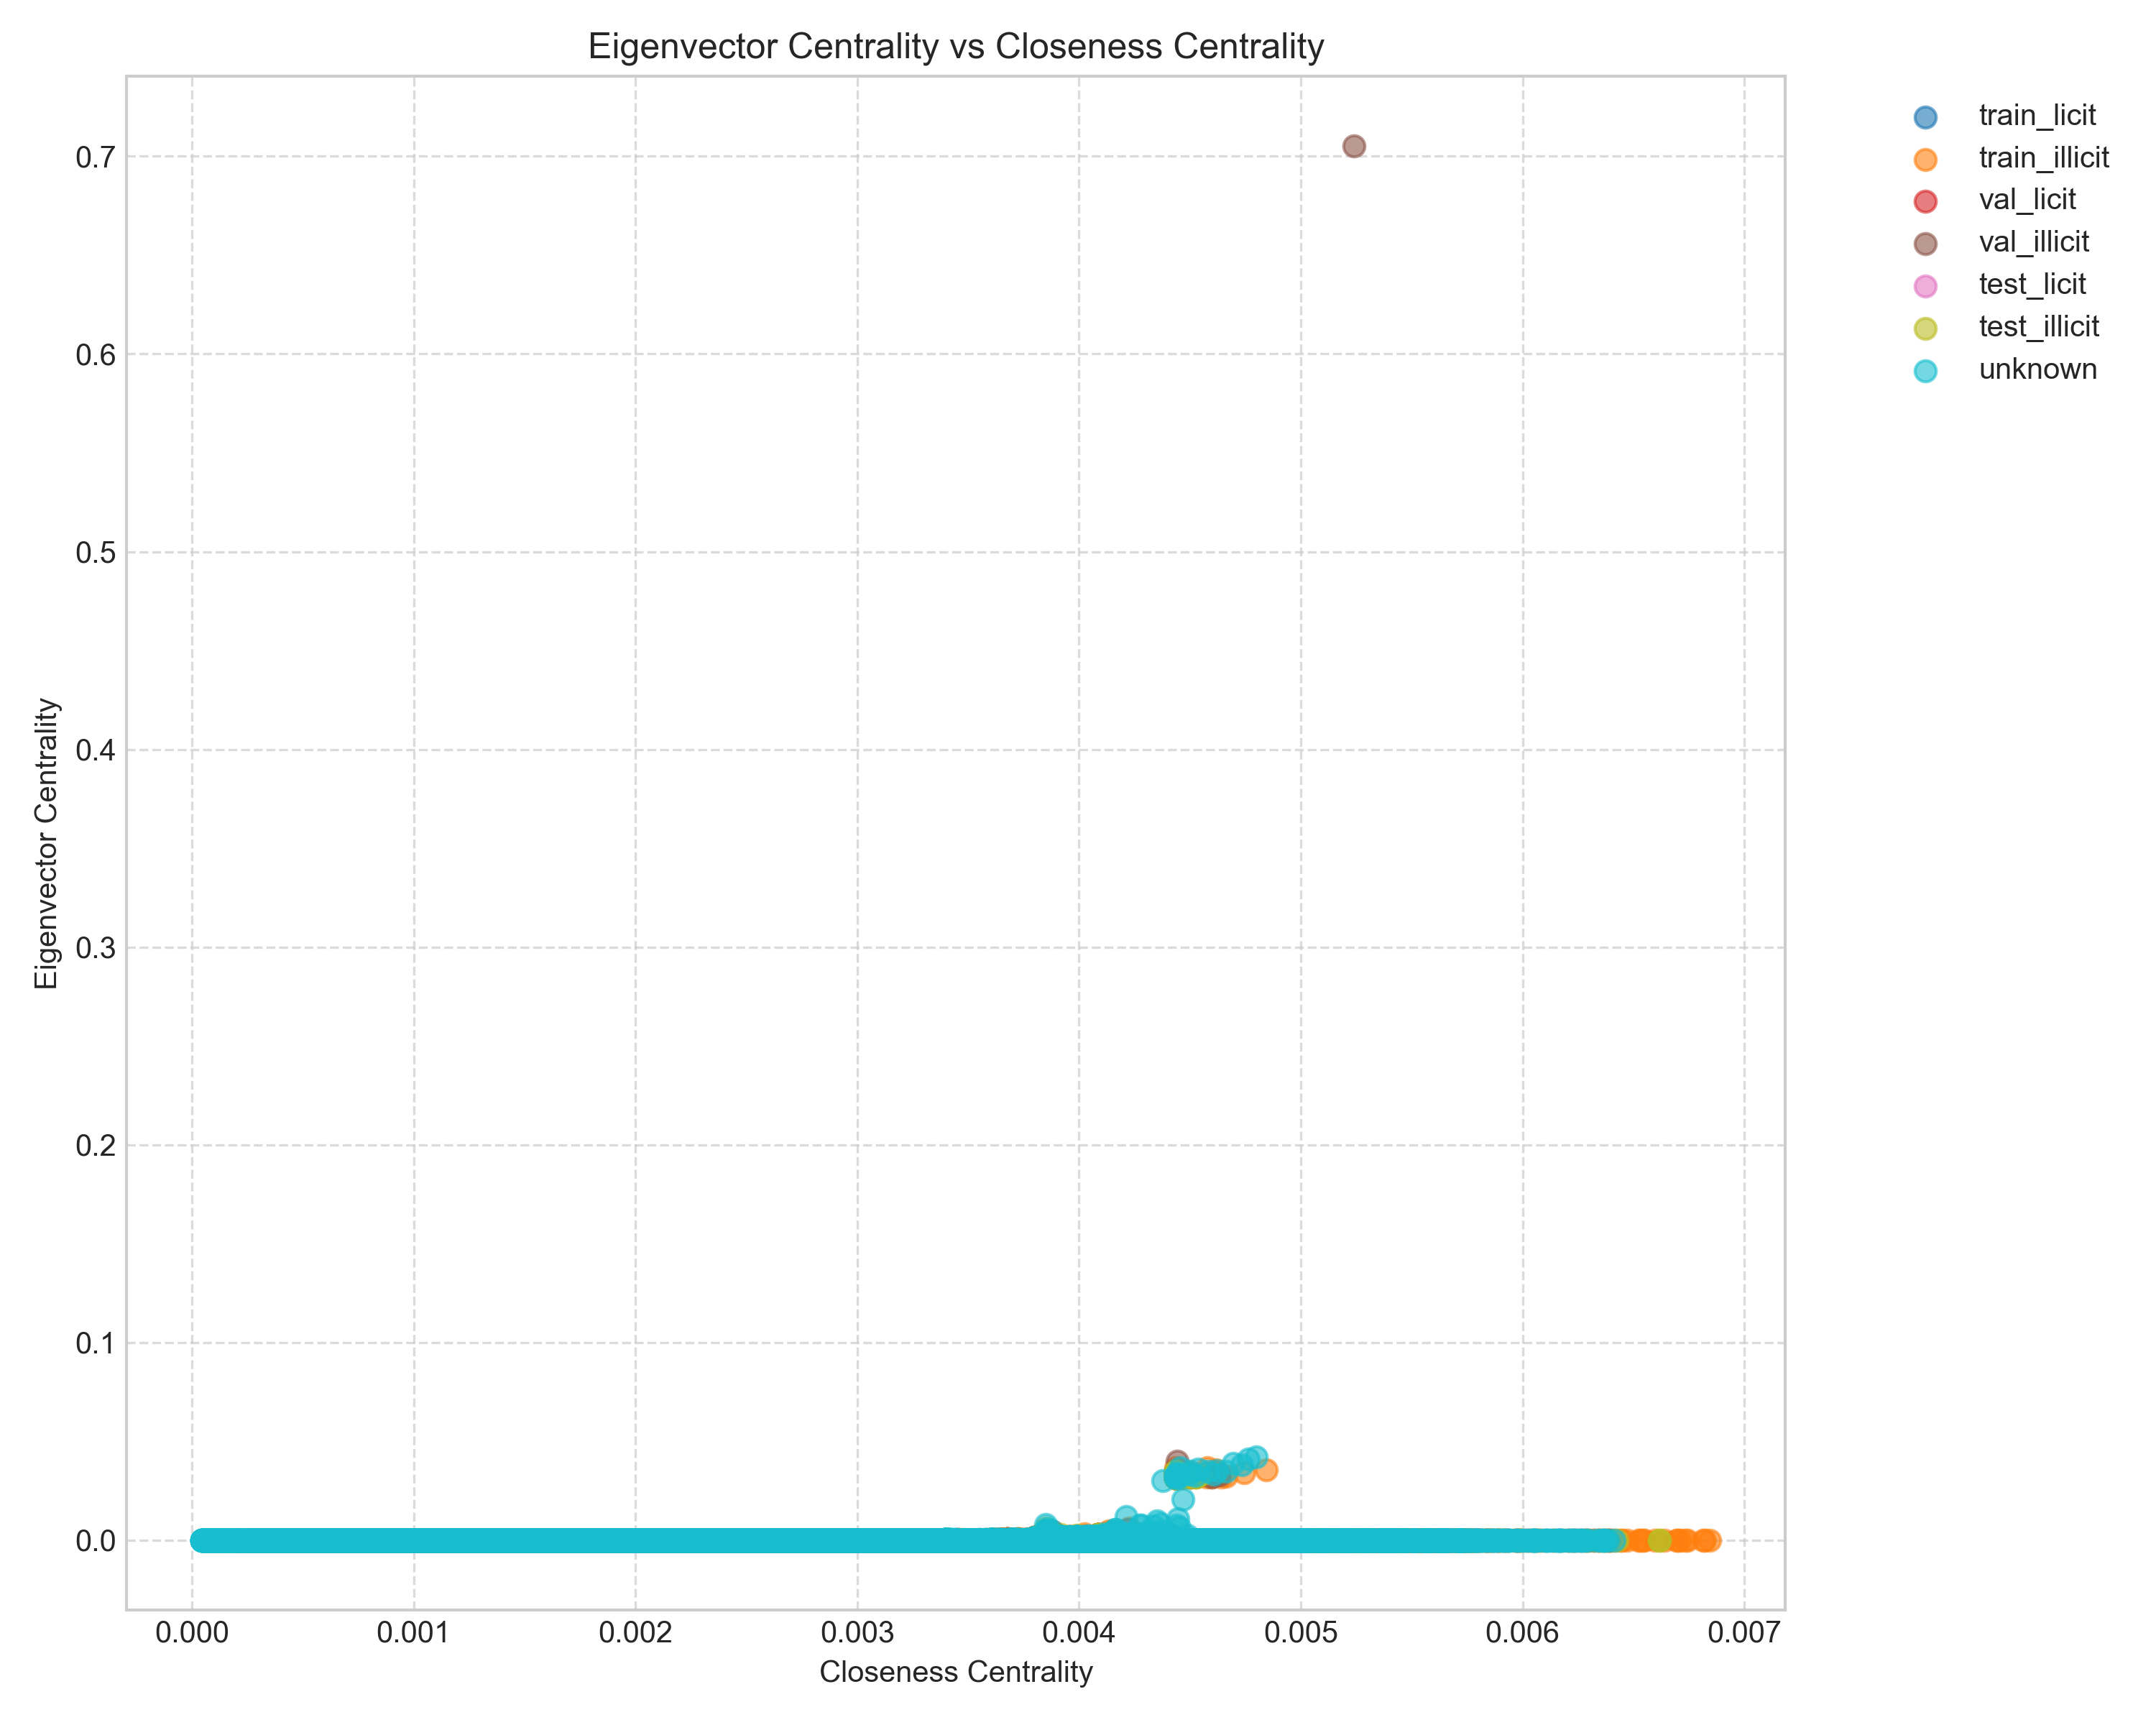 Eigenvector Centrality vs Closeness Centrality
train_licit
train_illicit
val_licit
val_illicit
test_licit
test_illicit
unknown
Eigenvector Centrality
0.7
0.6
0.5
0.4
0.3
0.2
0.1
0.0
0.000 0.001 0.002 0.003 0.004 0.005 0.006 0.007
Closeness Centrality